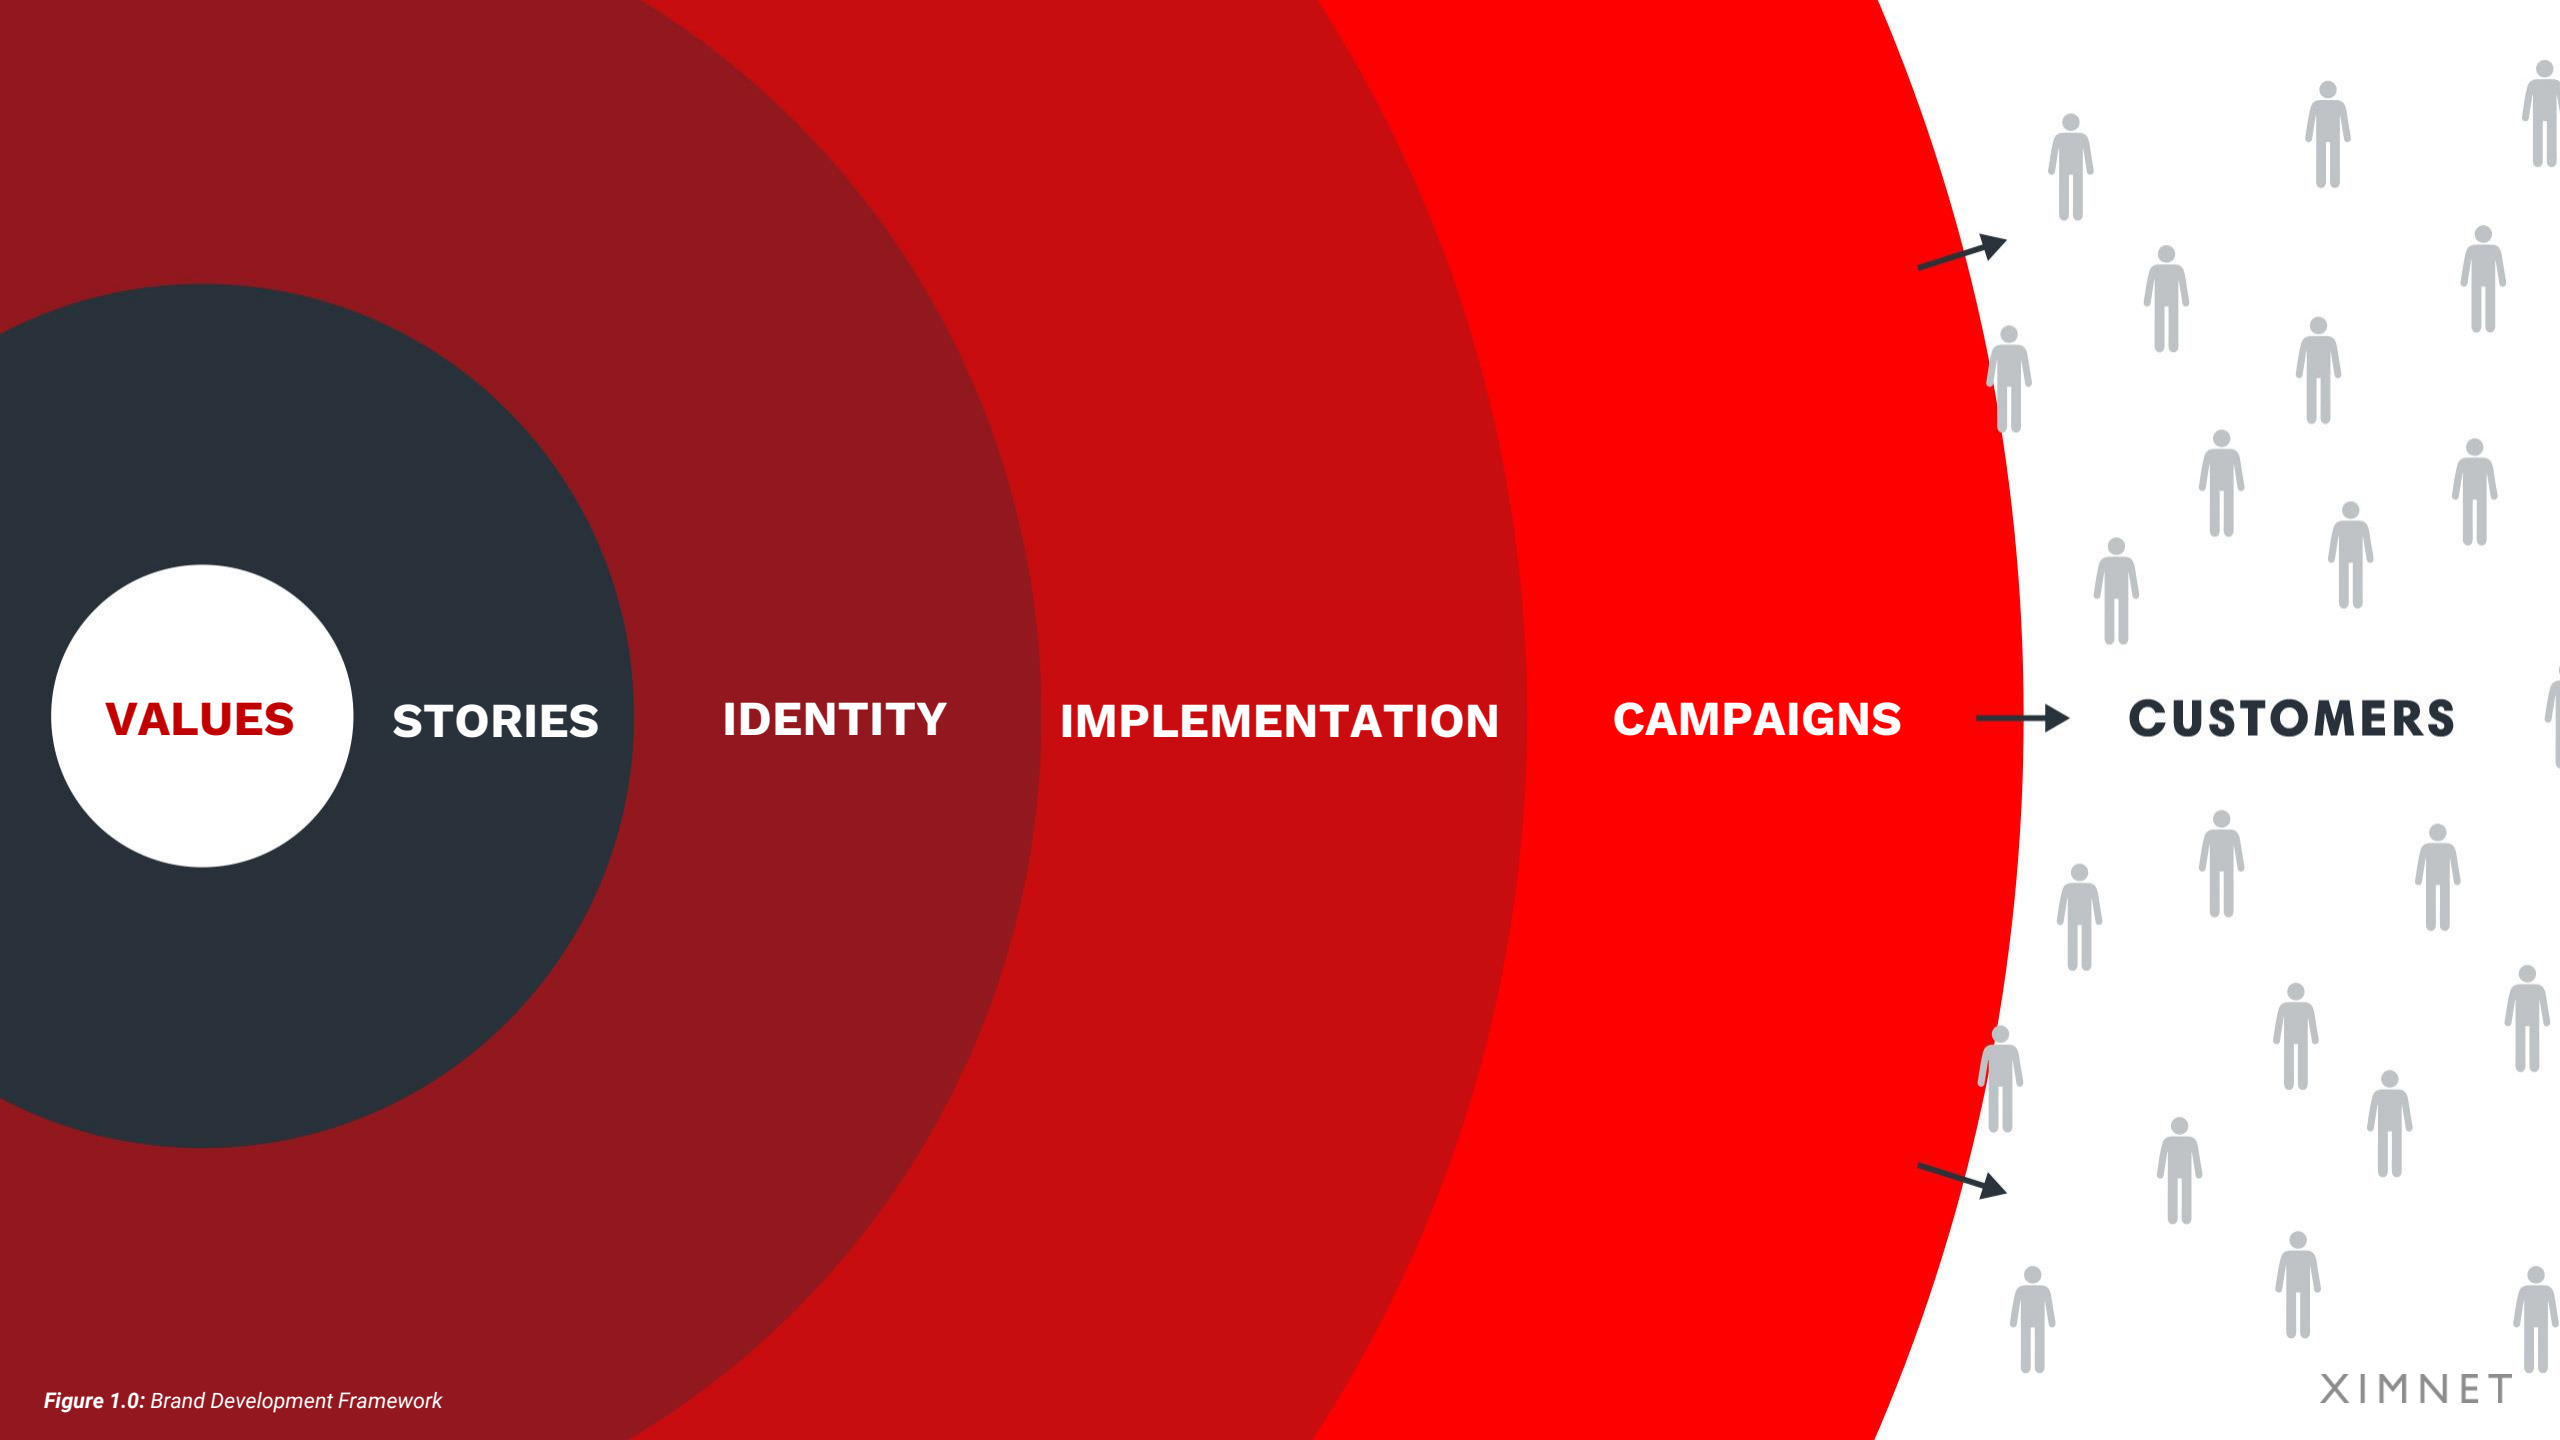 VALUES
STORIES
IDENTITY
IMPLEMENTATION
CAMPAIGNS
CUSTOMERS
Figure 1.0: Brand Development Framework
XIMNET